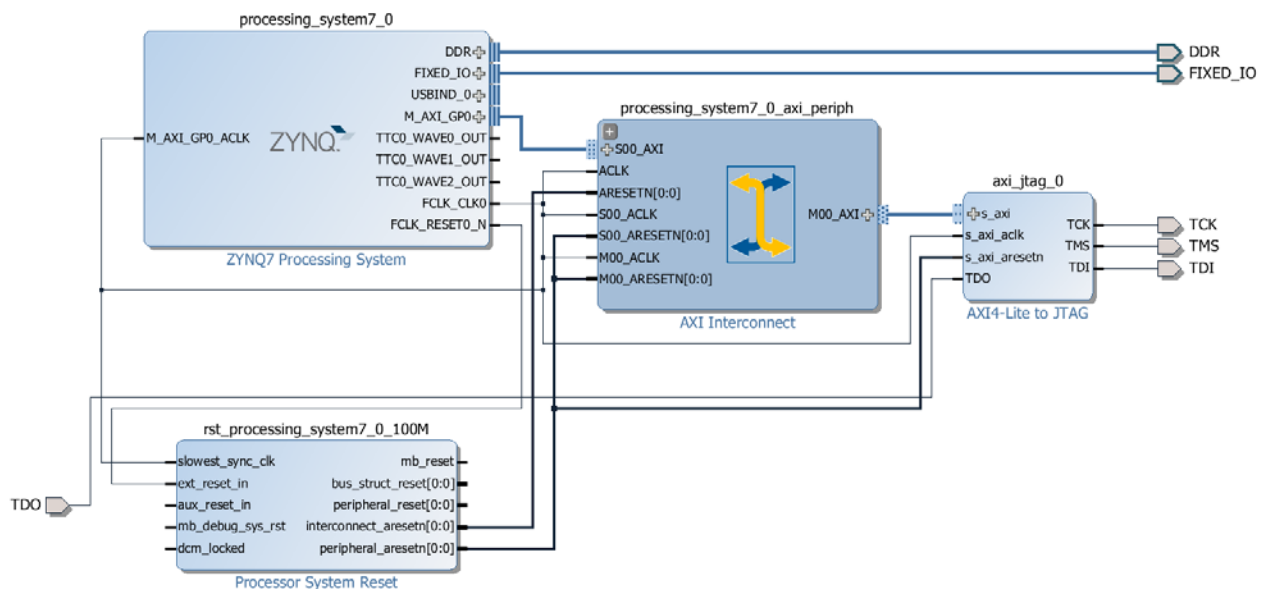 processing_system7_0
DDR
FIXED_IO
USBIND_0
M_AXI_GP0
M_AXI_GP0_ACLK
ZYNQ
TTC0_WAVE0_OUT
TTC0_WAVE1_OUT
TTC0_WAVE2_OUT
FCLK_CLK0
FCLK_RESET0_N
ZYNQ7 Processing System
DDR
FIXED_IO
processing_system7_0_axi_periph
S00_AXI
ACLK
ARESETN[0:0]
S00_ACLK
S00_ARESETN[0:0]
M00_ACLK
M00_ARESETN[0:0]
M00_AXI
AXI Interconnect
axi_jtag_0
s_axi
s_axi_aclk
s_axi_aresetn
TDO
TCK
TMS
TDI
AXI4-Lite to JTAG
TCK
TMS
TDI
rst_processing_system7_0_100M
slowest_sync_clk
ext_reset_in
aux_reset_in
mb_debug_sys_rst
dcm_locked
mb_reset
bus_struct_reset[0:0]
peripheral_reset[0:0]
interconnect_aresetn[0:0]
peripheral_aresetn[0:0]
Processor System Reset
TDO